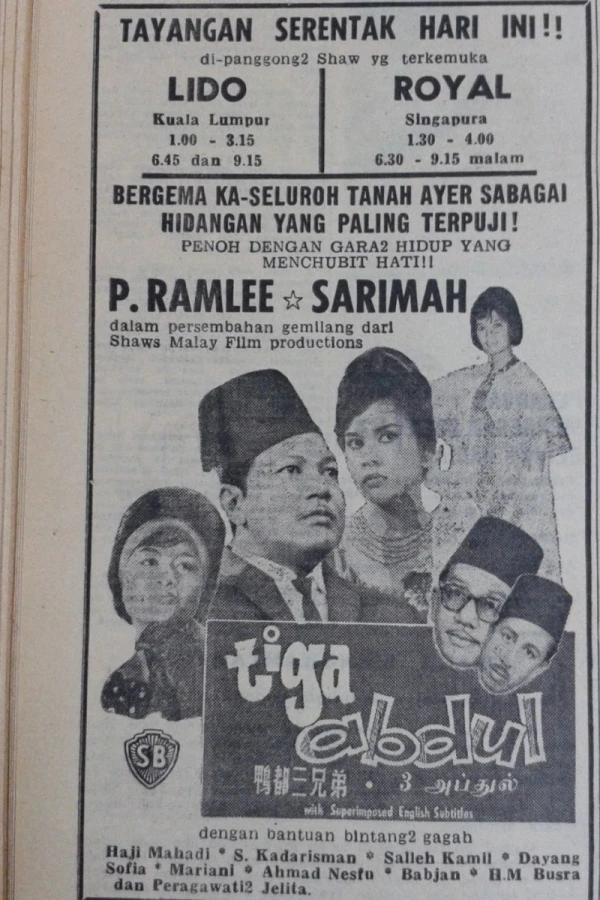 TAYANGAN SERENTAK HARI INI!!
di-panggong2 Shaw yg terkemuka
LIDO
Kuala Lumpur
1.00 - 3.15
6.45 dan 9.15
ROYAL
Singapura
1.30 - 4.00
6.30 - 9.15 malam
BERGEMA KA-SELUROH TANAH AYER SABAGAI
HIDANGAN YANG PALING TERPUJI!
PENOH DENGAN GARA2 HIDUP YANG
MENCHUBIT HATI!!
P. RAMLEE ☆ SARIMAH
dalam persembahan gemilang dari
Shaws Malay Film productions
tiga
abdul
SB
鴨都三兄弟 · 3 அப்துல்
with Superimposed English Subtitles
dengan bantuan bintang2 gagah
Haji Mahadi * S. Kadarisman * Salleh Kamil * Dayang
Sofia * Mariani * Ahmad Nesfu * Babjan * H.M Busra
dan Peragawati2 Jelita.